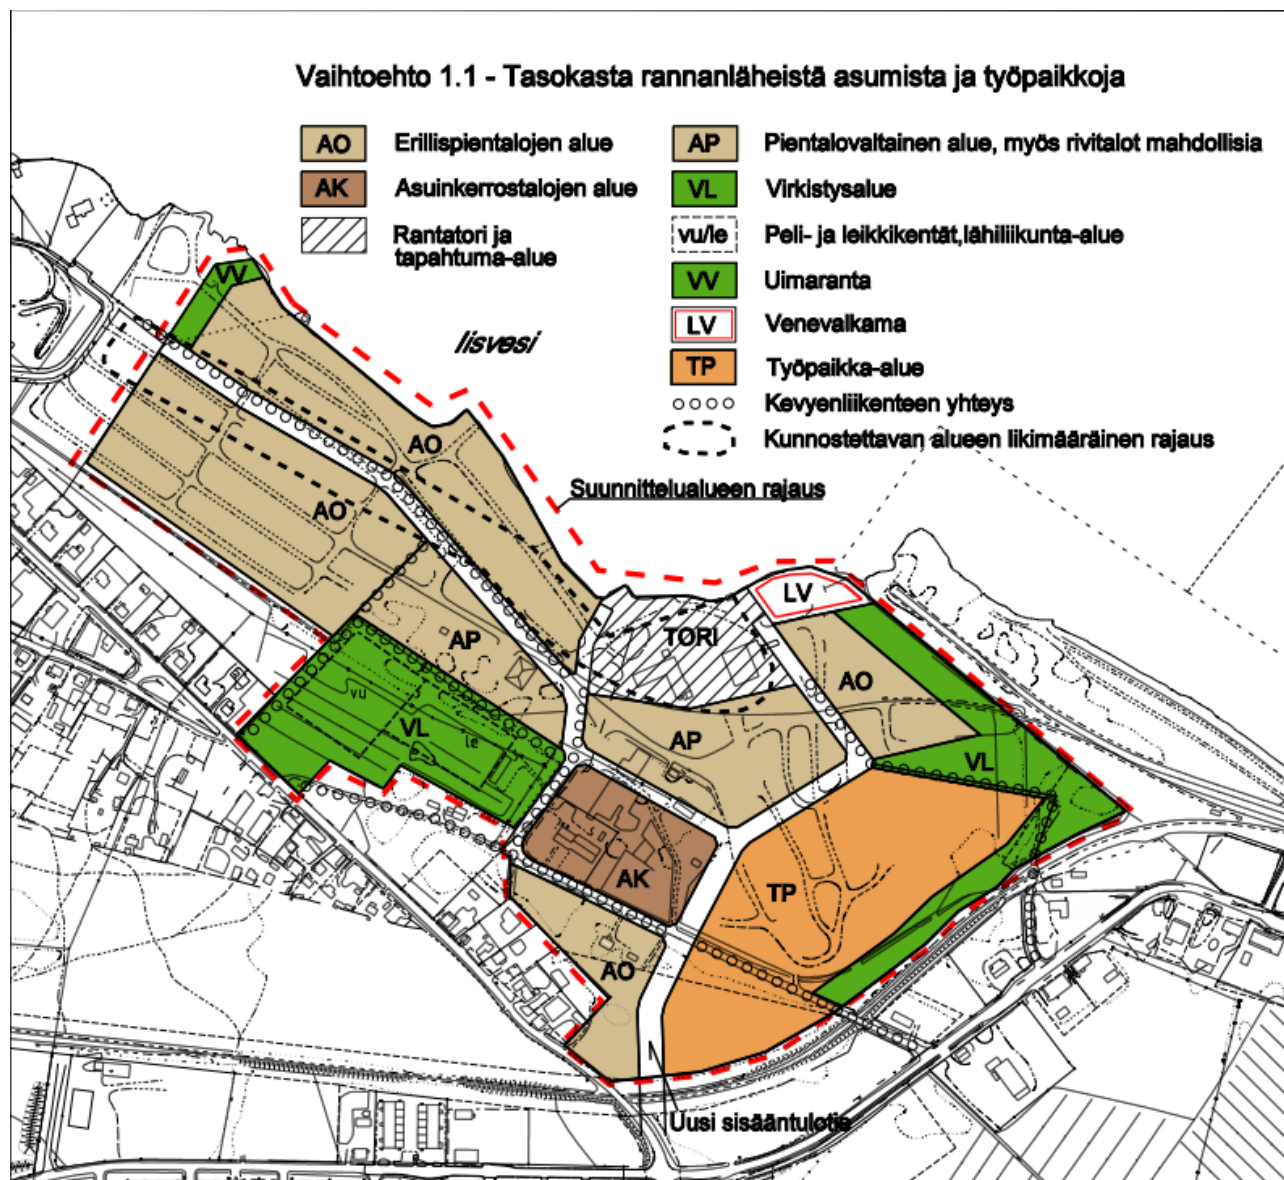 Vaihtoehto 1.1 - Tasokasta rannanläheistä asumista ja työpaikkoja
AO Erillispientalojen alue
AK Asuinkerrostalojen alue
Rantatori ja
tapahtuma-alue
AP Pientalovaltainen alue, myös rivitalot mahdollisia
VL Virkistysalue
vu/le Peli- ja leikkikentät,lähiliikunta-alue
VV Uimaranta
LV Venevalkama
TP Työpaikka-alue
Kevyenliikenteen yhteys
Kunnostettavan alueen likimääräinen rajaus
VV
Iisvesi
AO
Suunnittelualueen rajaus
AO
LV
TORI
AP
AO
vu
VL
le
AP
VL
AK
TP
AO
Uusi sisääntulotie